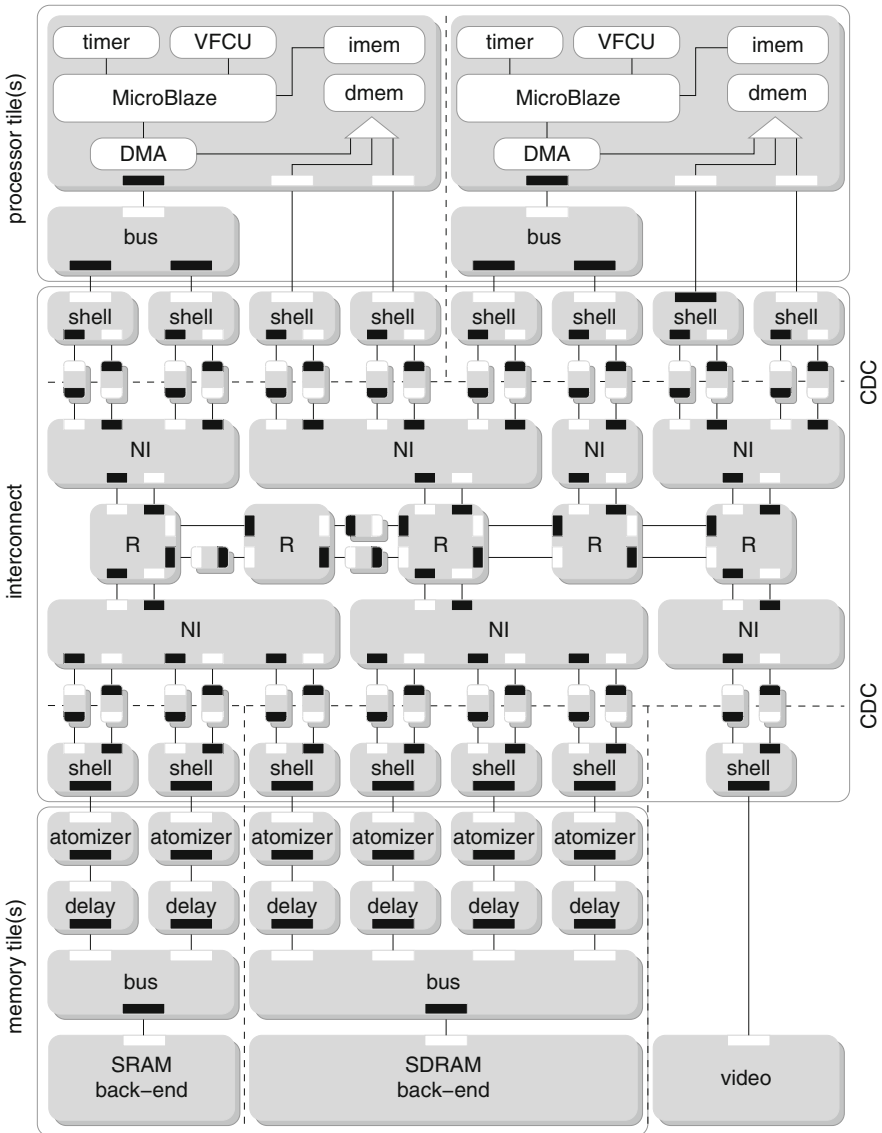 timer VFCU imem timer VFCU imem
MicroBlaze dmem MicroBlaze dmem
DMA DMA
processor tile(s)
bus bus
shell shell shell shell shell shell shell shell
CDC
NI NI NI NI
interconnect
R R R R R
NI NI NI
CDC
shell shell shell shell shell shell shell
atomizer atomizer atomizer atomizer atomizer atomizer
delay delay delay delay delay delay
memory tile(s)
bus bus
SRAM SDRAM video
back–end back–end